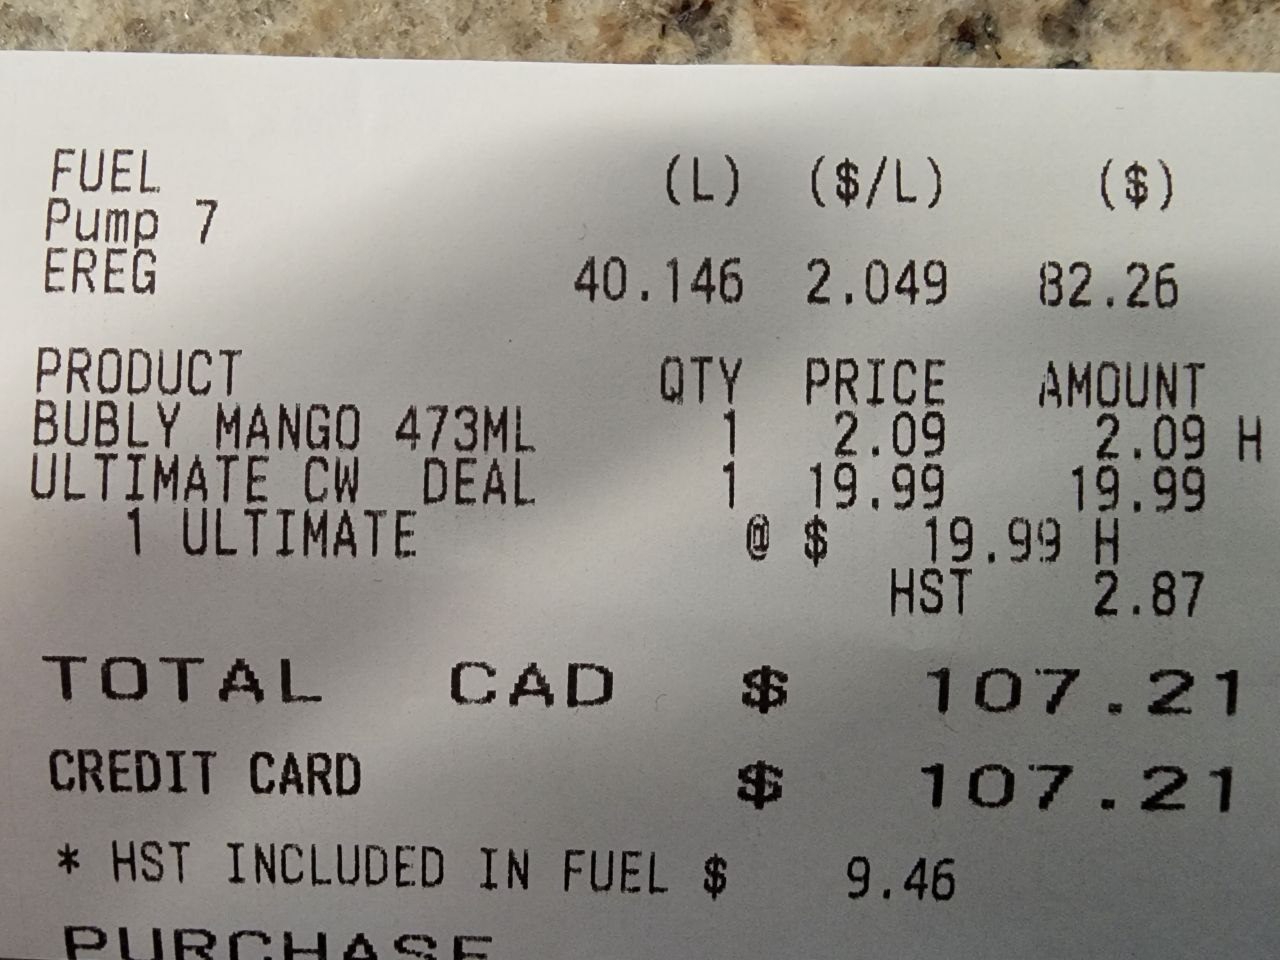 FUEL (L) ($/L) ($)
Pump 7
EREG 40.146 2.049 82.26
PRODUCT QTY PRICE AMOUNT
BUBLY MANGO 473ML 1 2.09 2.09 H
ULTIMATE CW DEAL 1 19.99 19.99
1 ULTIMATE @ $ 19.99 H
HST 2.87
TOTAL CAD $ 107.21
CREDIT CARD $ 107.21
* HST INCLUDED IN FUEL $ 9.46
PURCHASE